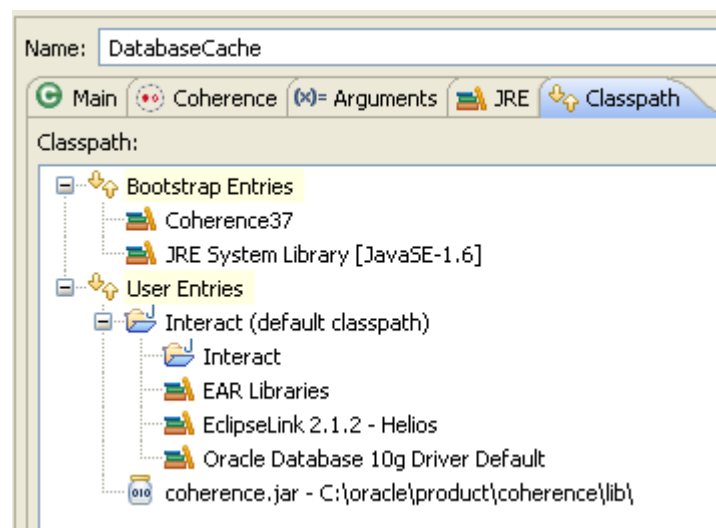 Name: DatabaseCache
Main Coherence (x)= Arguments JRE Classpath
Classpath:
Bootstrap Entries
Coherence37
JRE System Library [JavaSE-1.6]
User Entries
Interact (default classpath)
Interact
EAR Libraries
EclipseLink 2.1.2 - Helios
Oracle Database 10g Driver Default
coherence.jar - C:\oracle\product\coherence\lib\